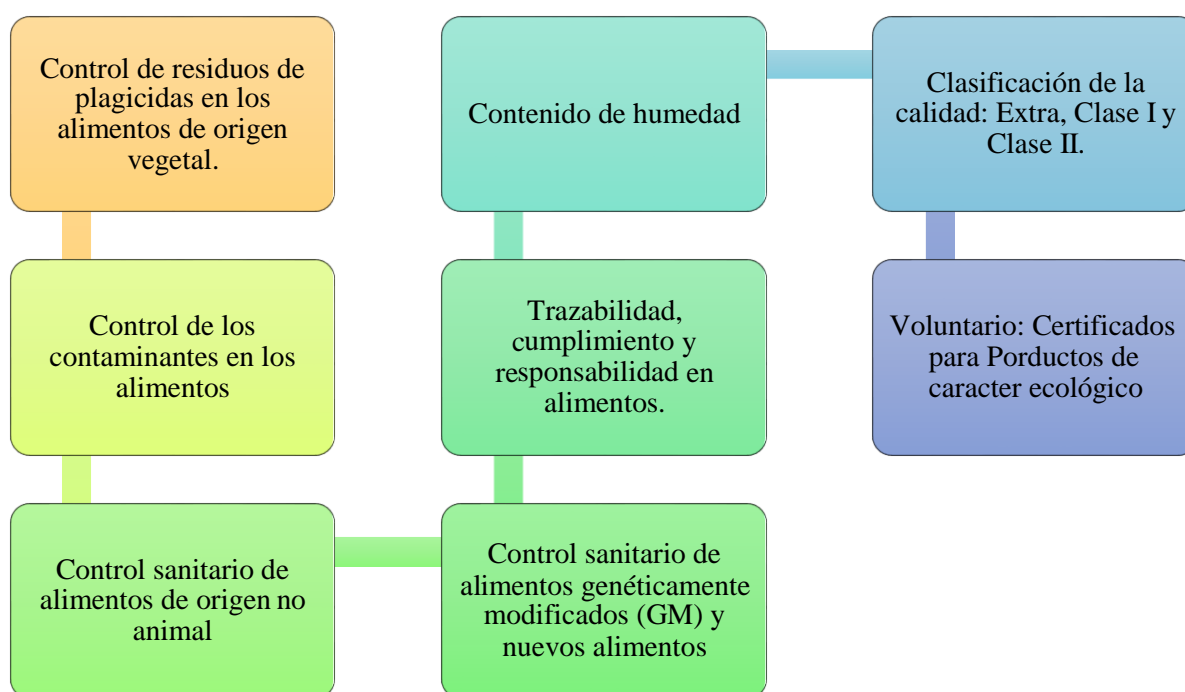 Control de residuos de
plagicidas en los
alimentos de origen
vegetal.
Control de los
contaminantes en los
alimentos
Control sanitario de
alimentos de origen no
animal
Control sanitario de
alimentos genéticamente
modificados (GM) y
nuevos alimentos
Trazabilidad,
cumplimiento y
responsabilidad en
alimentos.
Contenido de humedad
Clasificación de la
calidad: Extra, Clase I y
Clase II.
Voluntario: Certificados
para Porductos de
caracter ecológico